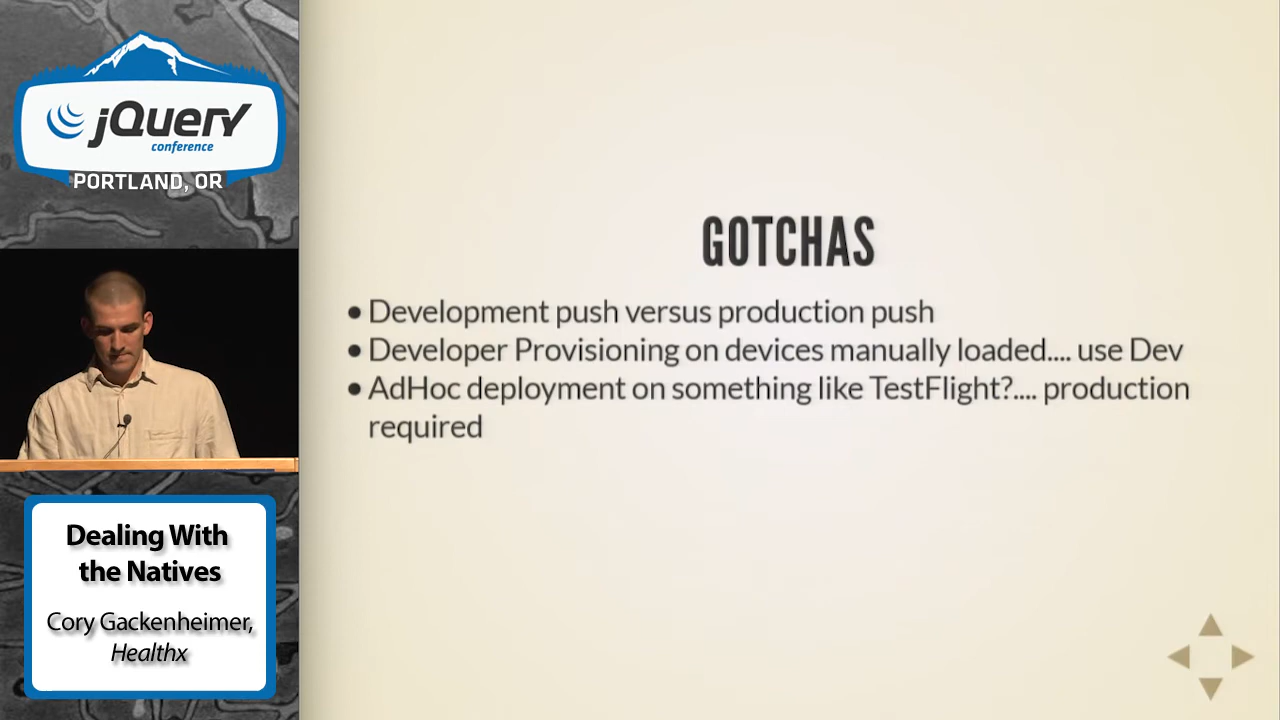 jQuery
conference
PORTLAND, OR
GOTCHAS
• Development push versus production push
• Developer Provisioning on devices manually loaded.... use Dev
• AdHoc deployment on something like TestFlight?.... production
required
Dealing With
the Natives
Cory Gackenheimer,
Healthx